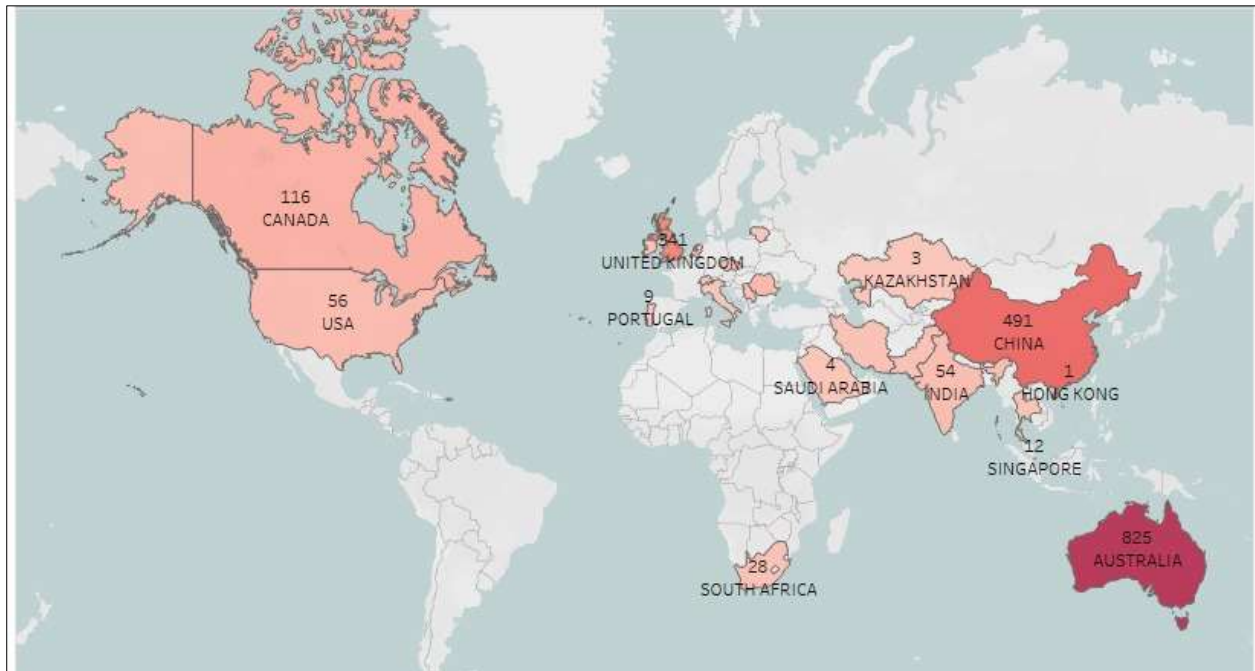 116
CANADA
56
USA
341
UNITED KINGDOM
9
PORTUGAL
3
KAZAKHSTAN
491
CHINA
4
SAUDI ARABIA
54
INDIA
1
HONG KONG
12
SINGAPORE
28
SOUTH AFRICA
825
AUSTRALIA